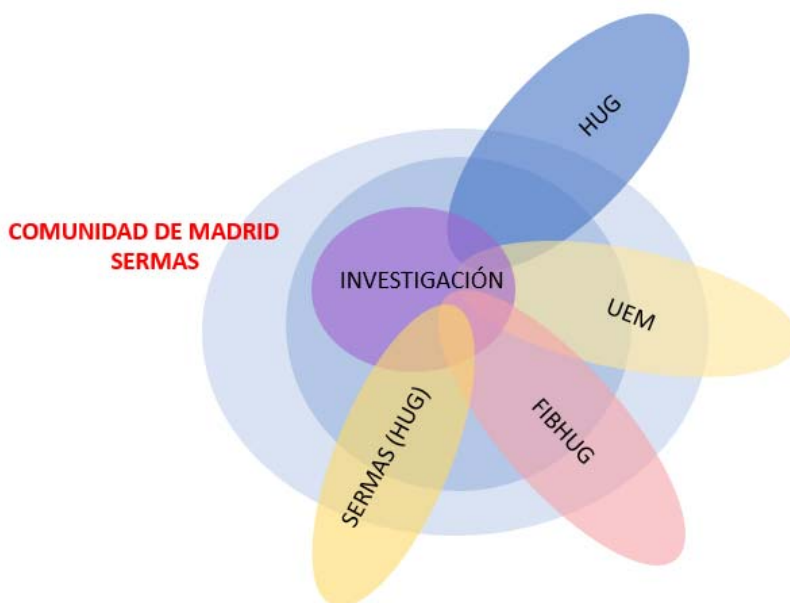 HUG
COMUNIDAD DE MADRID
SERMAS
INVESTIGACIÓN
UEM
FIBHUG
SERMAS (HUG)